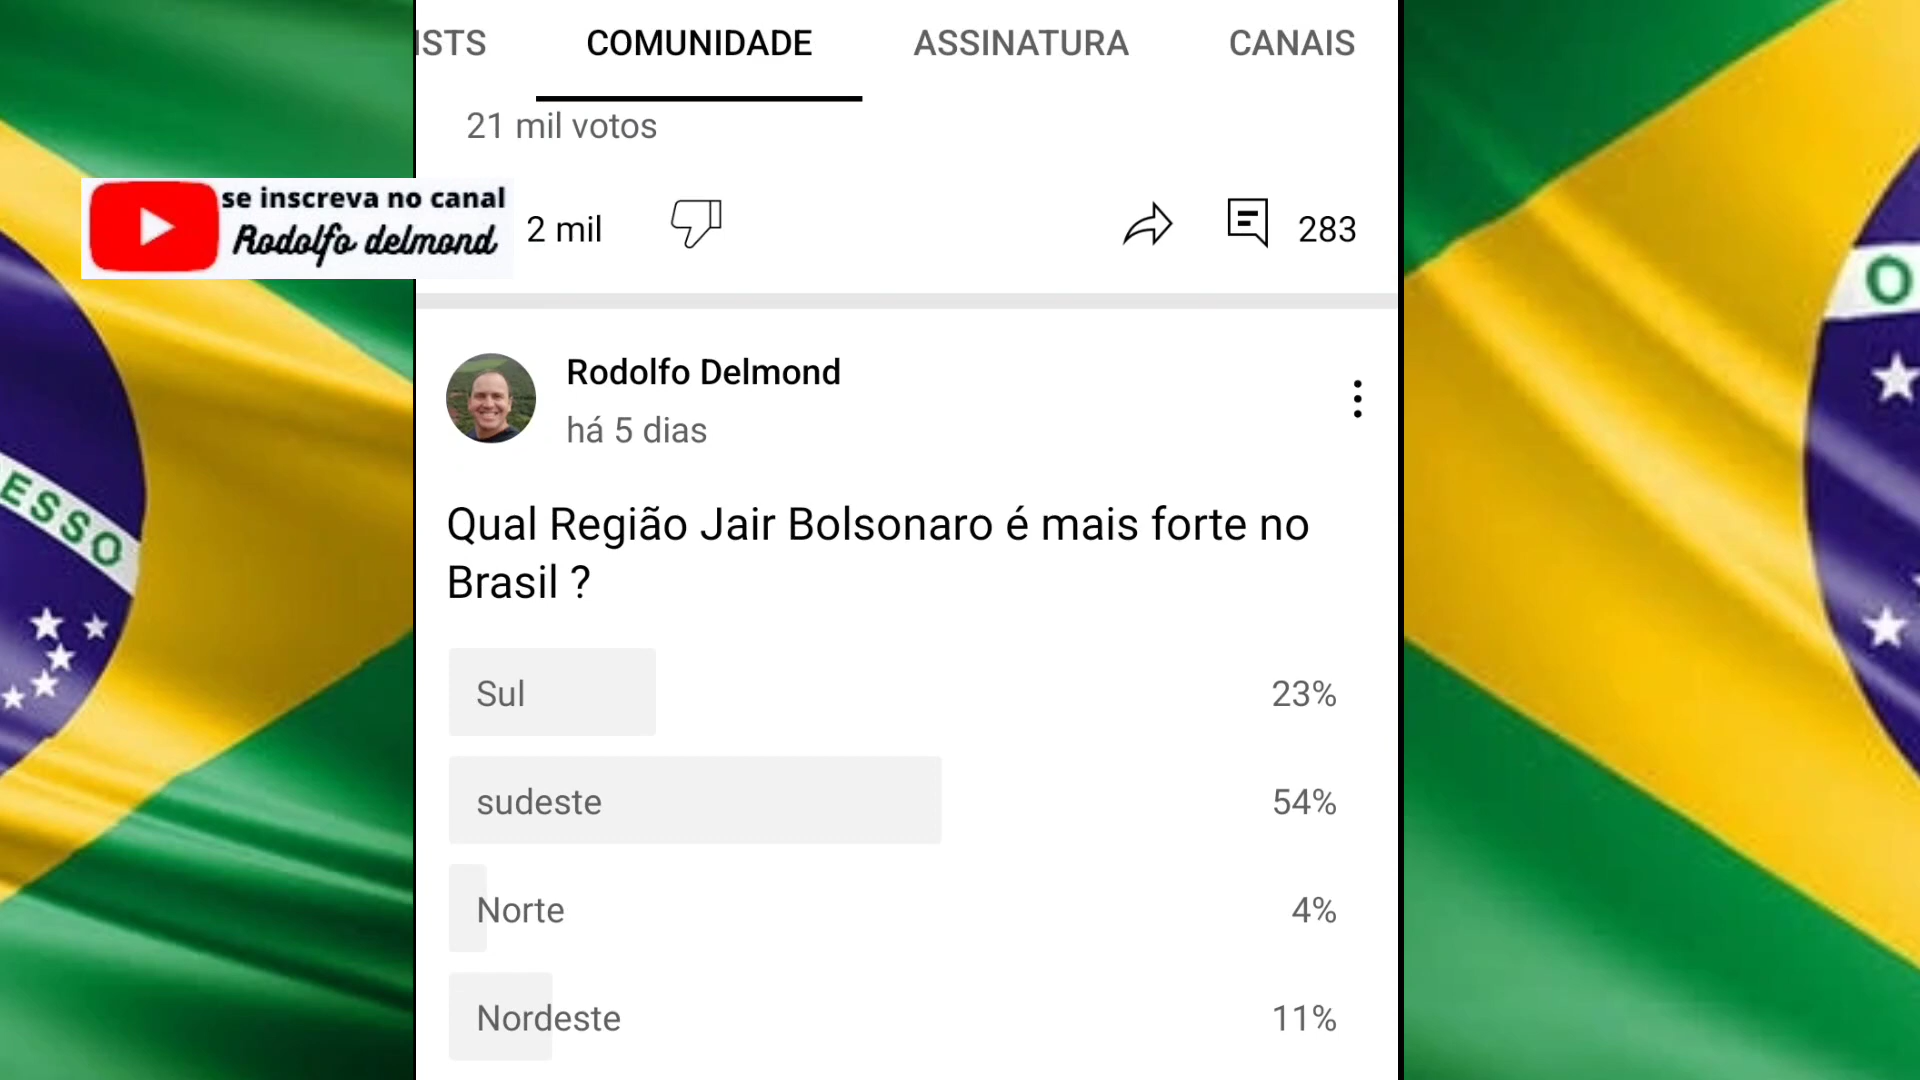 ISTS COMUNIDADE ASSINATURA CANAIS
21 mil votos
se inscreva no canal
Rodolfo delmond
2 mil 283
Rodolfo Delmond
há 5 dias
Qual Região Jair Bolsonaro é mais forte no
Brasil ?
Sul 23%
sudeste 54%
Norte 4%
Nordeste 11%
ESSO
O